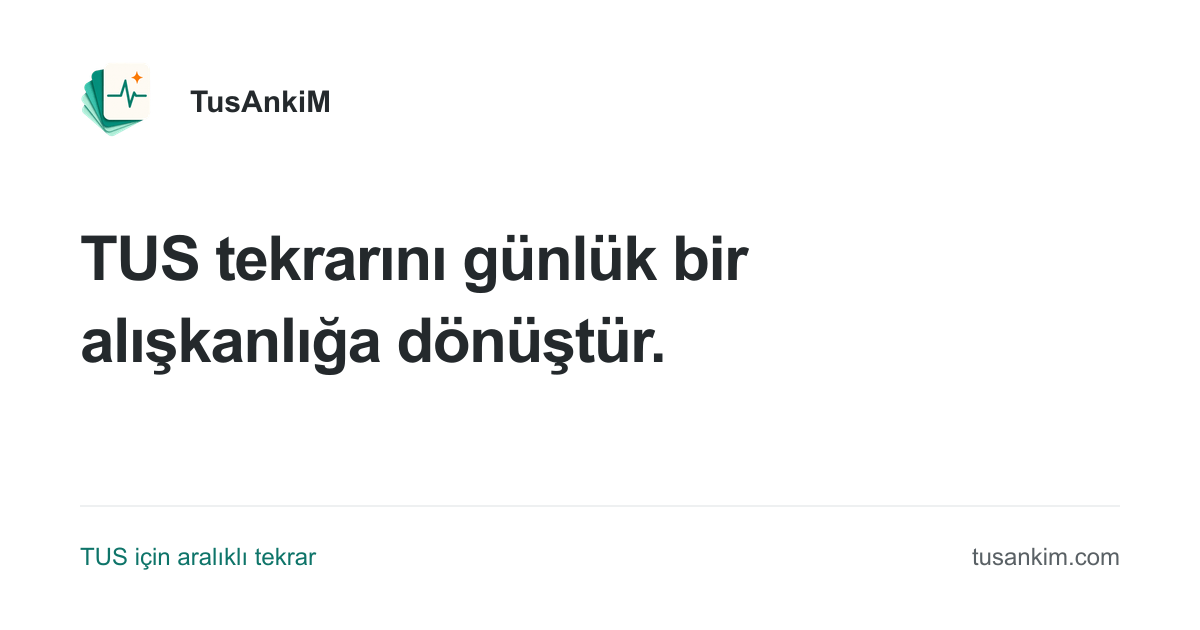 TusAnkiM
TUS tekrarını günlük bir
alışkanlığa dönüştür.
TUS için aralıklı tekrar
tusankim.com